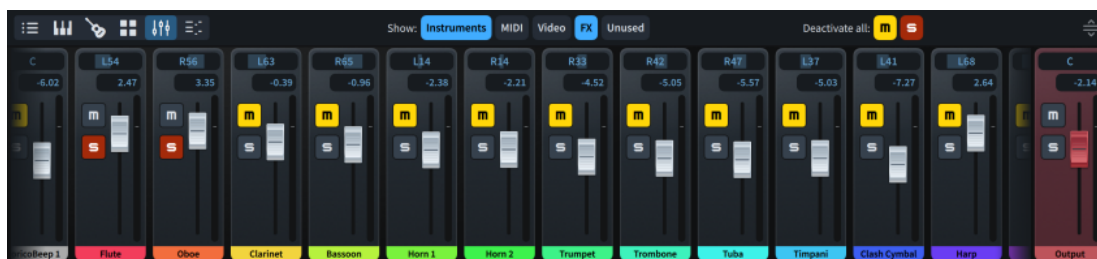 Show: Instruments MIDI Video FX Unused Deactivate all: m S
C L54 R56 L63 R65 L14 R14 R33 R42 R47 L37 L41 L68 C
-6.02 2.47 3.35 -0.39 -0.96 -2.38 -2.21 -4.52 -5.05 -5.57 -5.03 -7.27 2.64 -2.14
m m m m m m m m m m m m m m
S S S S S S S S S S S S S S
Beep 1 Flute Oboe Clarinet Bassoon Horn 1 Horn 2 Trumpet Trombone Tuba Timpani Clash Cymbal Harp Output